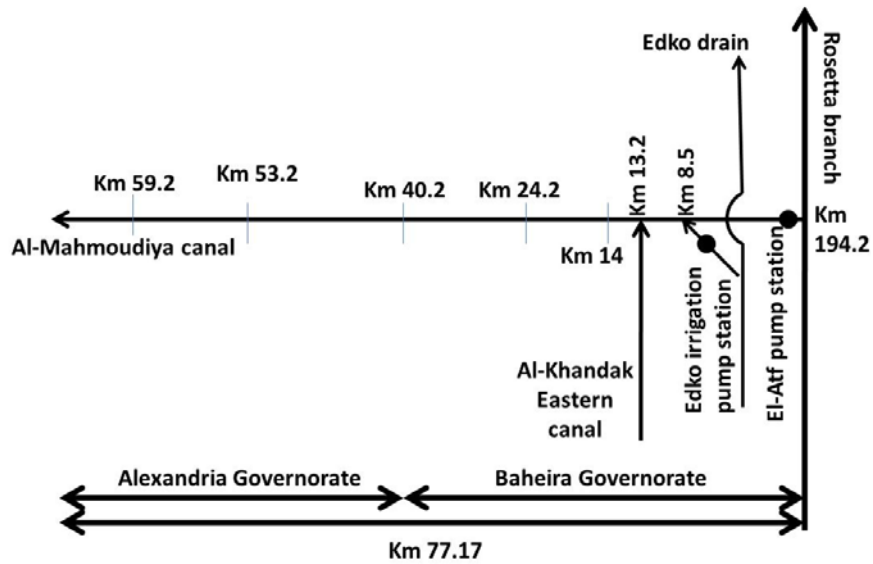 Edko drain
Rosetta branch
Km 13.2
Km 8.5
Km 59.2
Km 53.2
Km 40.2
Km 24.2
Km
194.2
Al-Mahmoudiya canal
Km 14
Al-Khandak
Eastern
canal
Edko irrigation
pump station
El-Atf pump station
Alexandria Governorate
Baheira Governorate
Km 77.17